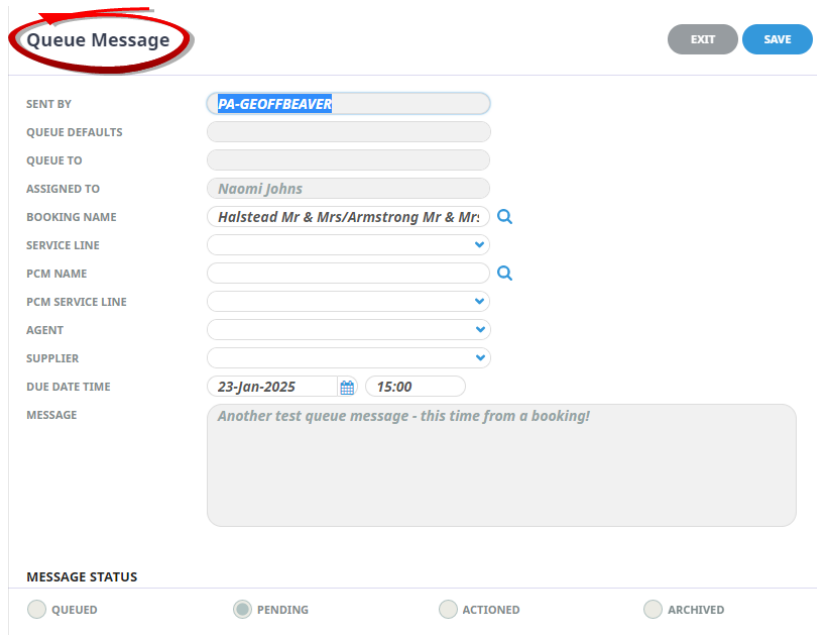 Queue Message
EXIT
SAVE
SENT BY PA-GEOFFBEAVER
QUEUE DEFAULTS
QUEUE TO
ASSIGNED TO Naomi Johns
BOOKING NAME Halstead Mr & Mrs/Armstrong Mr & Mrs
SERVICE LINE
PCM NAME
PCM SERVICE LINE
AGENT
SUPPLIER
DUE DATE TIME 23-Jan-2025 15:00
MESSAGE Another test queue message - this time from a booking!
MESSAGE STATUS
QUEUED PENDING ACTIONED ARCHIVED